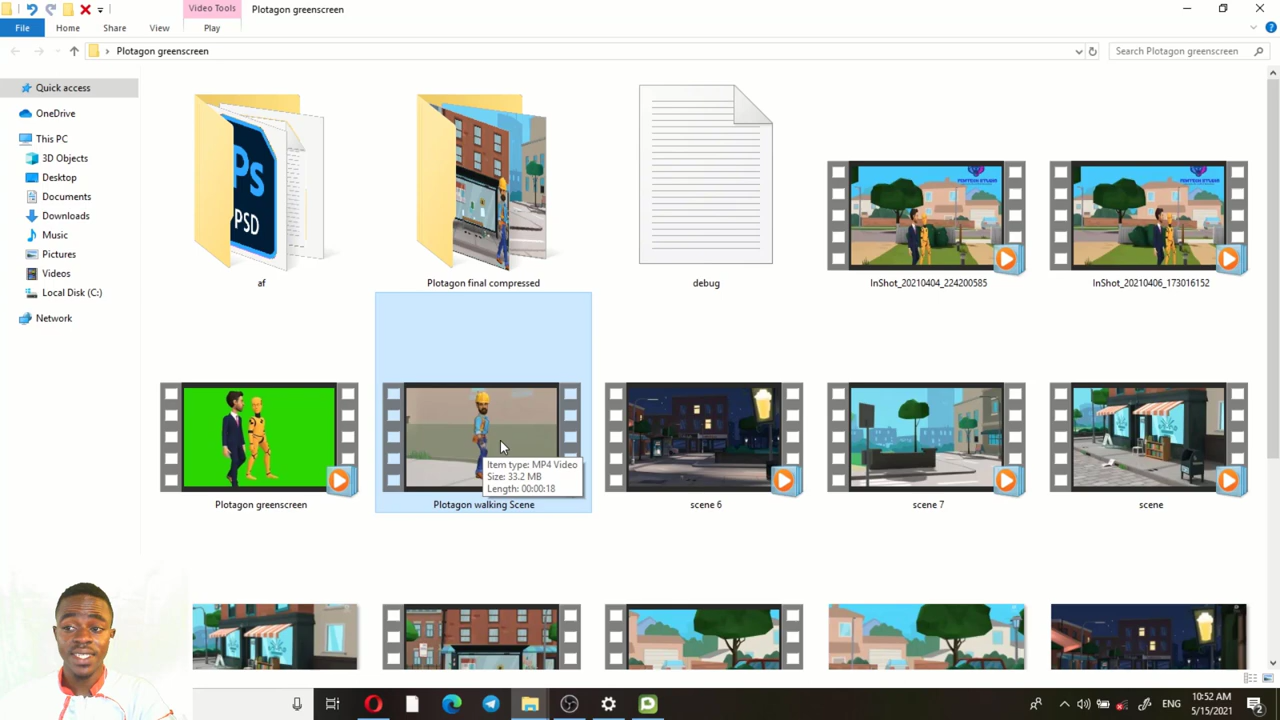 Video Tools
Plotagon greenscreen
File
Home
Share
View
Play
Plotagon greenscreen
Search Plotagon greenscreen
Quick access
OneDrive
This PC
3D Objects
Desktop
Documents
Downloads
Music
Pictures
Videos
Local Disk (C:)
Network
Ps
PSD
af
Plotagon final compressed
debug
InShot_20210404_224200585
InShot_20210406_173016152
Plotagon greenscreen
Plotagon walking Scene
scene 6
scene 7
scene
Item type: MP4 Video
Size: 33.2 MB
Length: 00:00:18
ENG
10:52 AM
5/15/2021
2